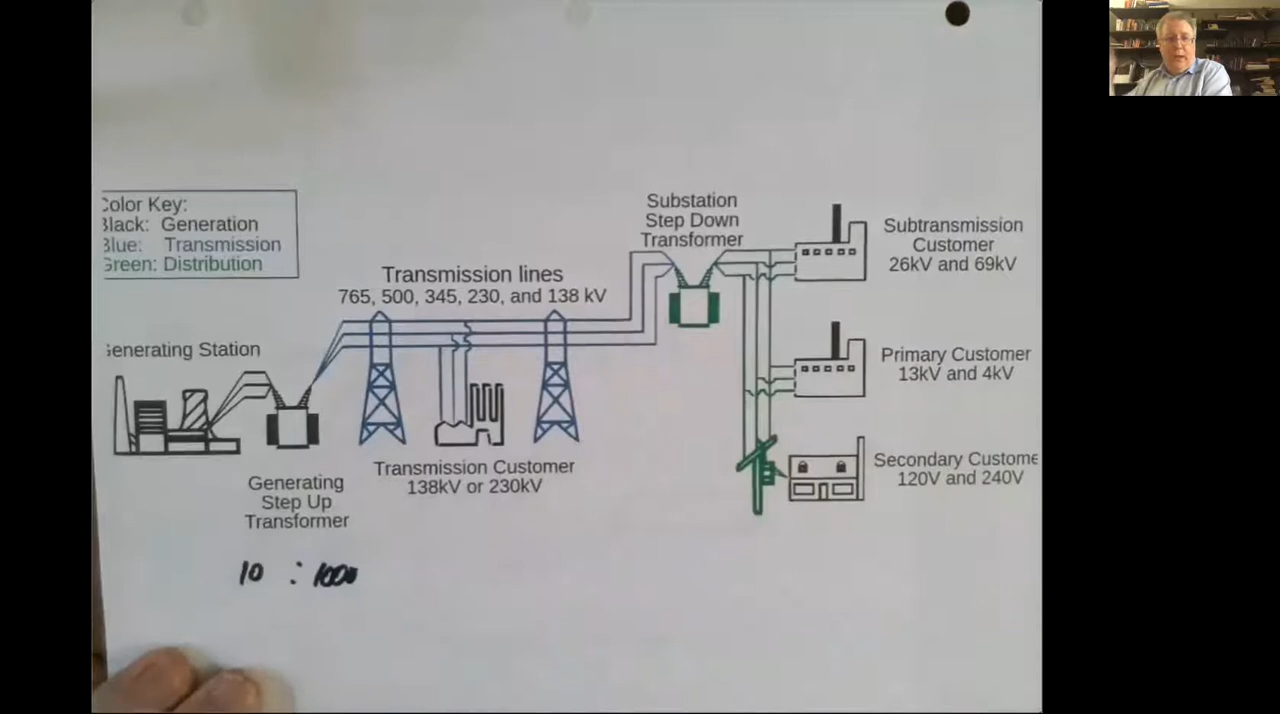 Color Key:
Black: Generation
Blue: Transmission
Green: Distribution
Generating Station
Generating
Step Up
Transformer
10 : 1000
Transmission lines
765, 500, 345, 230, and 138 kV
Transmission Customer
138kV or 230kV
Substation
Step Down
Transformer
Subtransmission
Customer
26kV and 69kV
Primary Customer
13kV and 4kV
Secondary Custome
120V and 240V